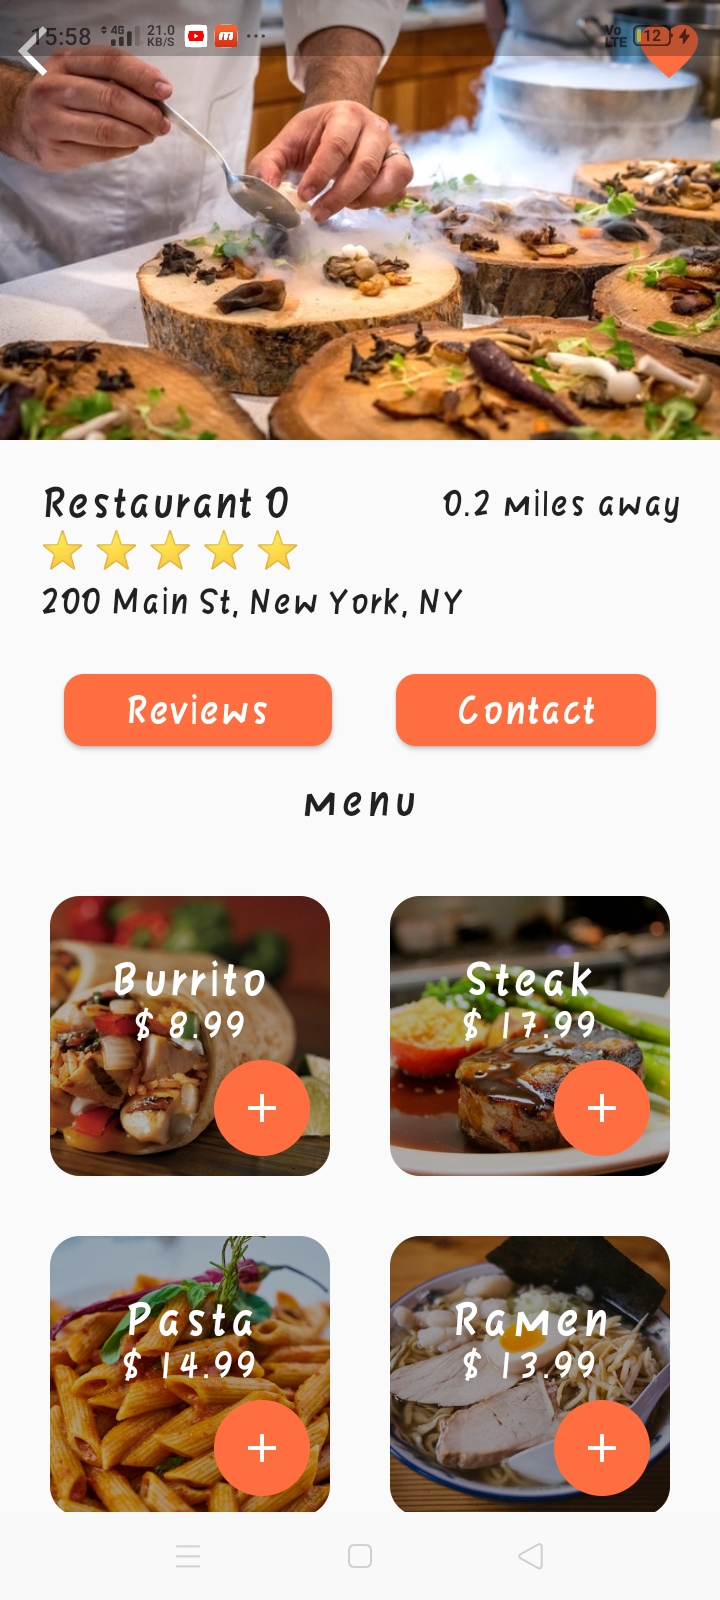 15:58 4G 21.0 KB/S ... Vo LTE 12
Restaurant 0
0.2 Miles away
200 Main St, New York, NY
Reviews
Contact
Menu
Burrito
$ 8.99
Steak
$ 17.99
Pasta
$ 14.99
Ramen
$ 13.99